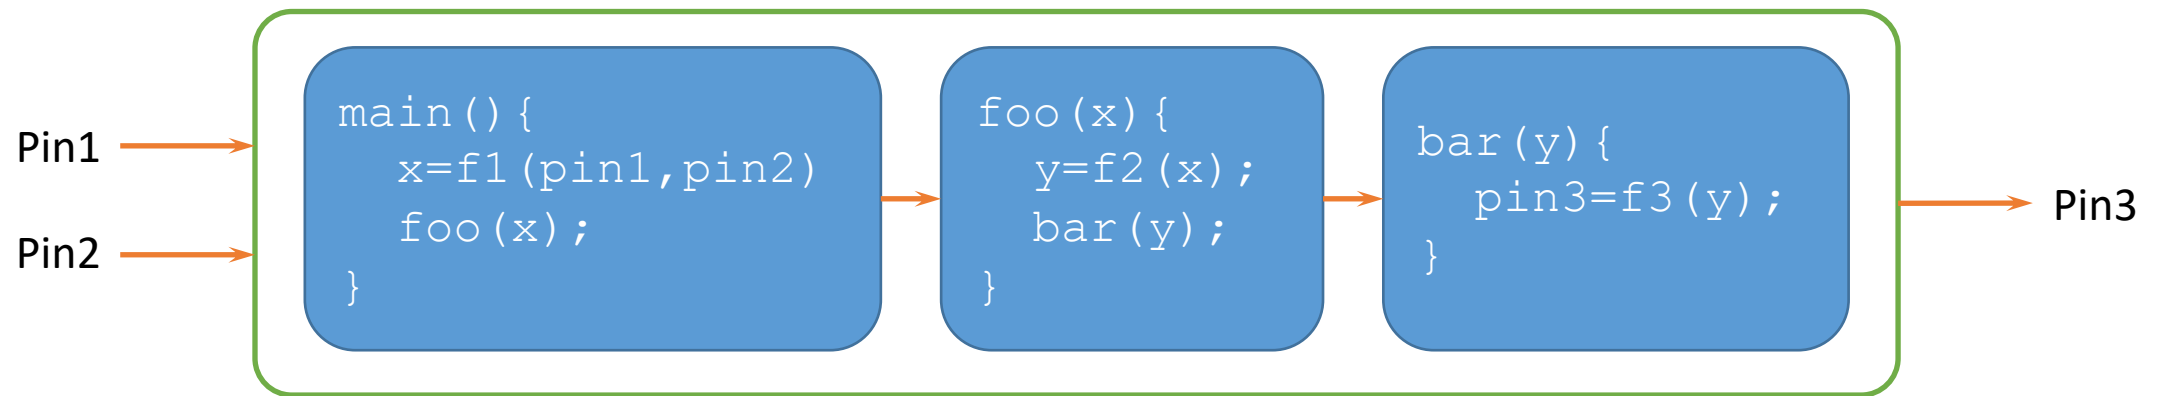 Pin1
Pin2
main(){
x=f1(pin1,pin2)
foo(x);
}
foo(x){
y=f2(x);
bar(y);
}
bar(y){
pin3=f3(y);
}
Pin3